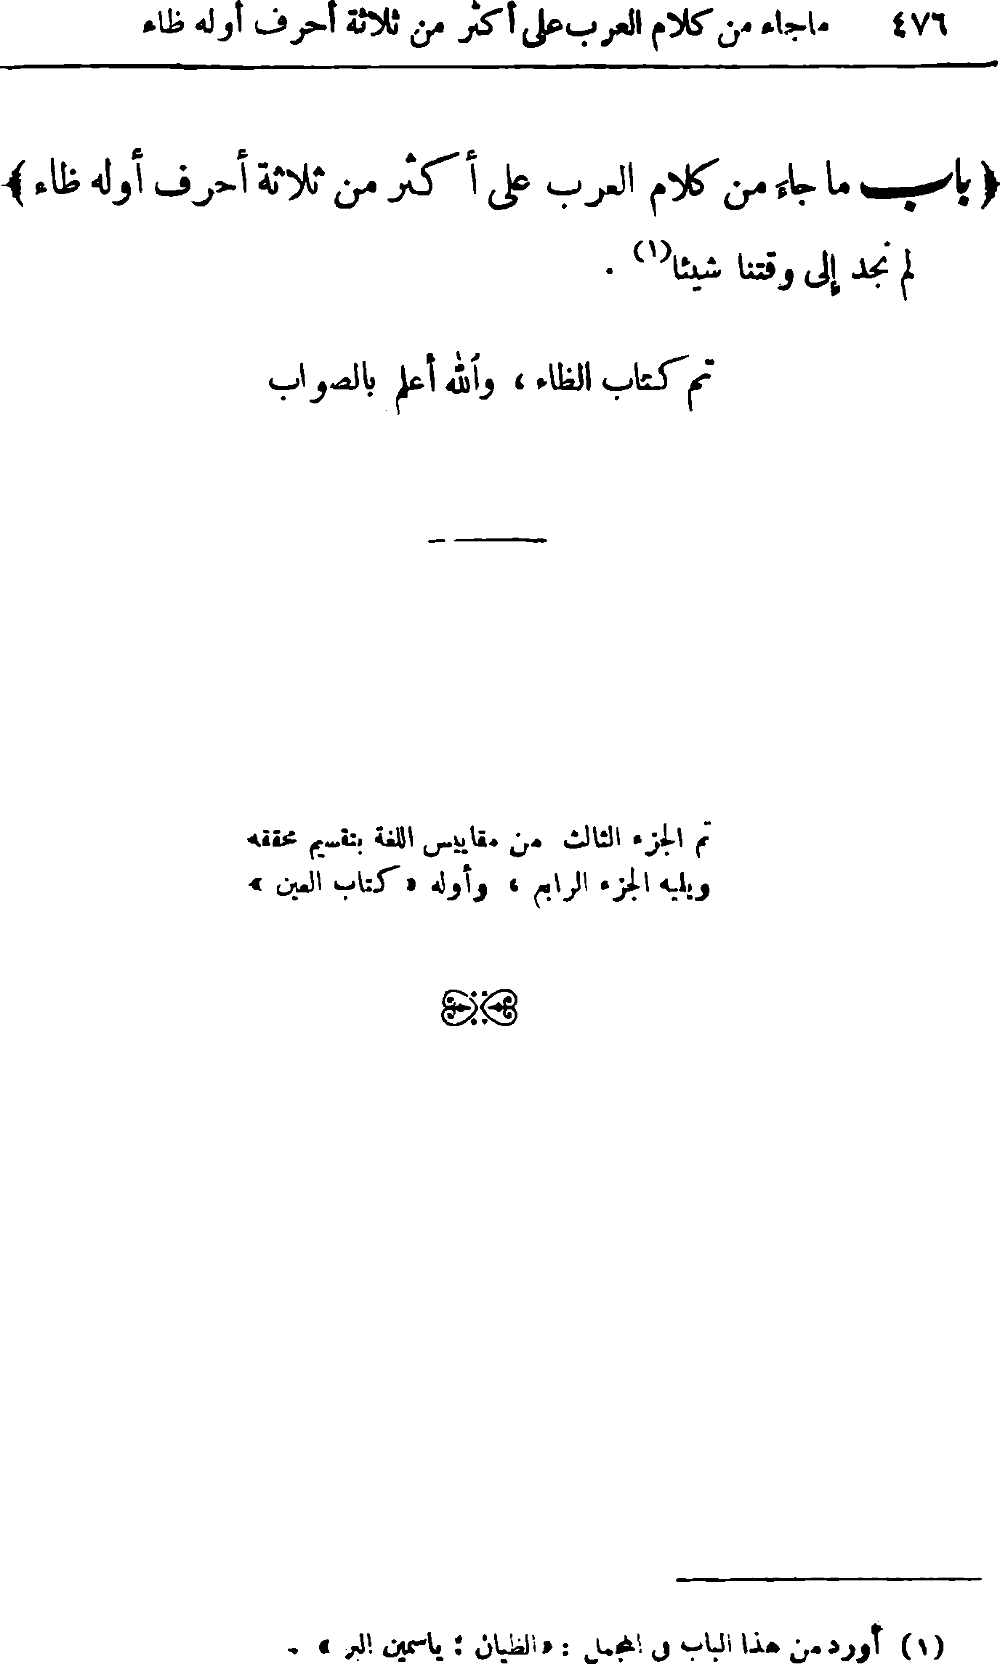 ٤٧٦ ماجاء من كلام العرب على أكثر من ثلاثة أحرف أوله ظاء
﴿ باب ما جاءَ من كلام العرب على أكثر من ثلاثة أحرف أوله ظاء ﴾
لم نجد إلى وقتنا شيئا(١) .
تم كتاب الظاء ، والله أعلم بالصواب
تم الجزء الثالث من مقاييس اللغة بتقسيم محققه
ويليه الجزء الرابع ، وأوله « كتاب العين »
(١) أورد من هذا الباب فى المجمل : « الظيان : ياسمين البر » .